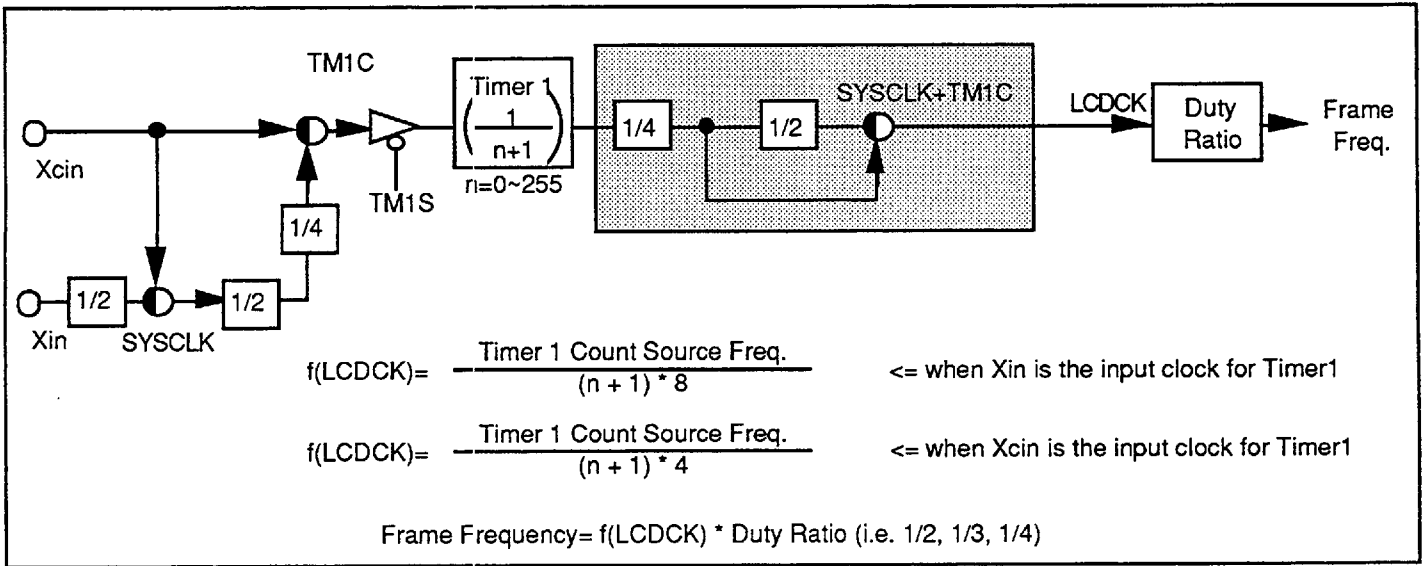 TM1C
Xcin
1/4
TM1S
Timer 1
1
n+1
n=0~255
1/4
1/2
SYSCLK+TM1C
LCDCK
Duty
Ratio
Frame
Freq.
1/2
1/2
Xin
SYSCLK
f(LCDCK)= Timer 1 Count Source Freq.
(n + 1) * 8
<= when Xin is the input clock for Timer1
f(LCDCK)= Timer 1 Count Source Freq.
(n + 1) * 4
<= when Xcin is the input clock for Timer1
Frame Frequency= f(LCDCK) * Duty Ratio (i.e. 1/2, 1/3, 1/4)